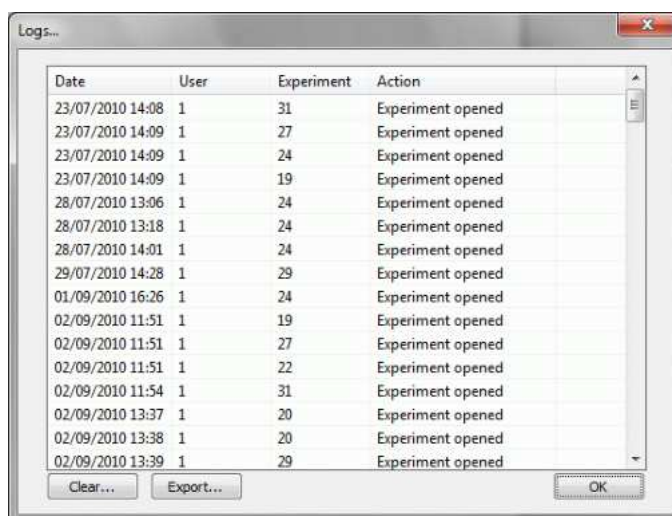 Logs...
Date User Experiment Action
23/07/2010 14:08 1 31 Experiment opened
23/07/2010 14:09 1 27 Experiment opened
23/07/2010 14:09 1 24 Experiment opened
23/07/2010 14:09 1 19 Experiment opened
28/07/2010 13:06 1 24 Experiment opened
28/07/2010 13:18 1 24 Experiment opened
28/07/2010 14:01 1 24 Experiment opened
29/07/2010 14:28 1 29 Experiment opened
01/09/2010 16:26 1 24 Experiment opened
02/09/2010 11:51 1 19 Experiment opened
02/09/2010 11:51 1 27 Experiment opened
02/09/2010 11:51 1 22 Experiment opened
02/09/2010 11:54 1 31 Experiment opened
02/09/2010 13:37 1 20 Experiment opened
02/09/2010 13:38 1 20 Experiment opened
02/09/2010 13:39 1 29 Experiment opened
Clear... Export... OK